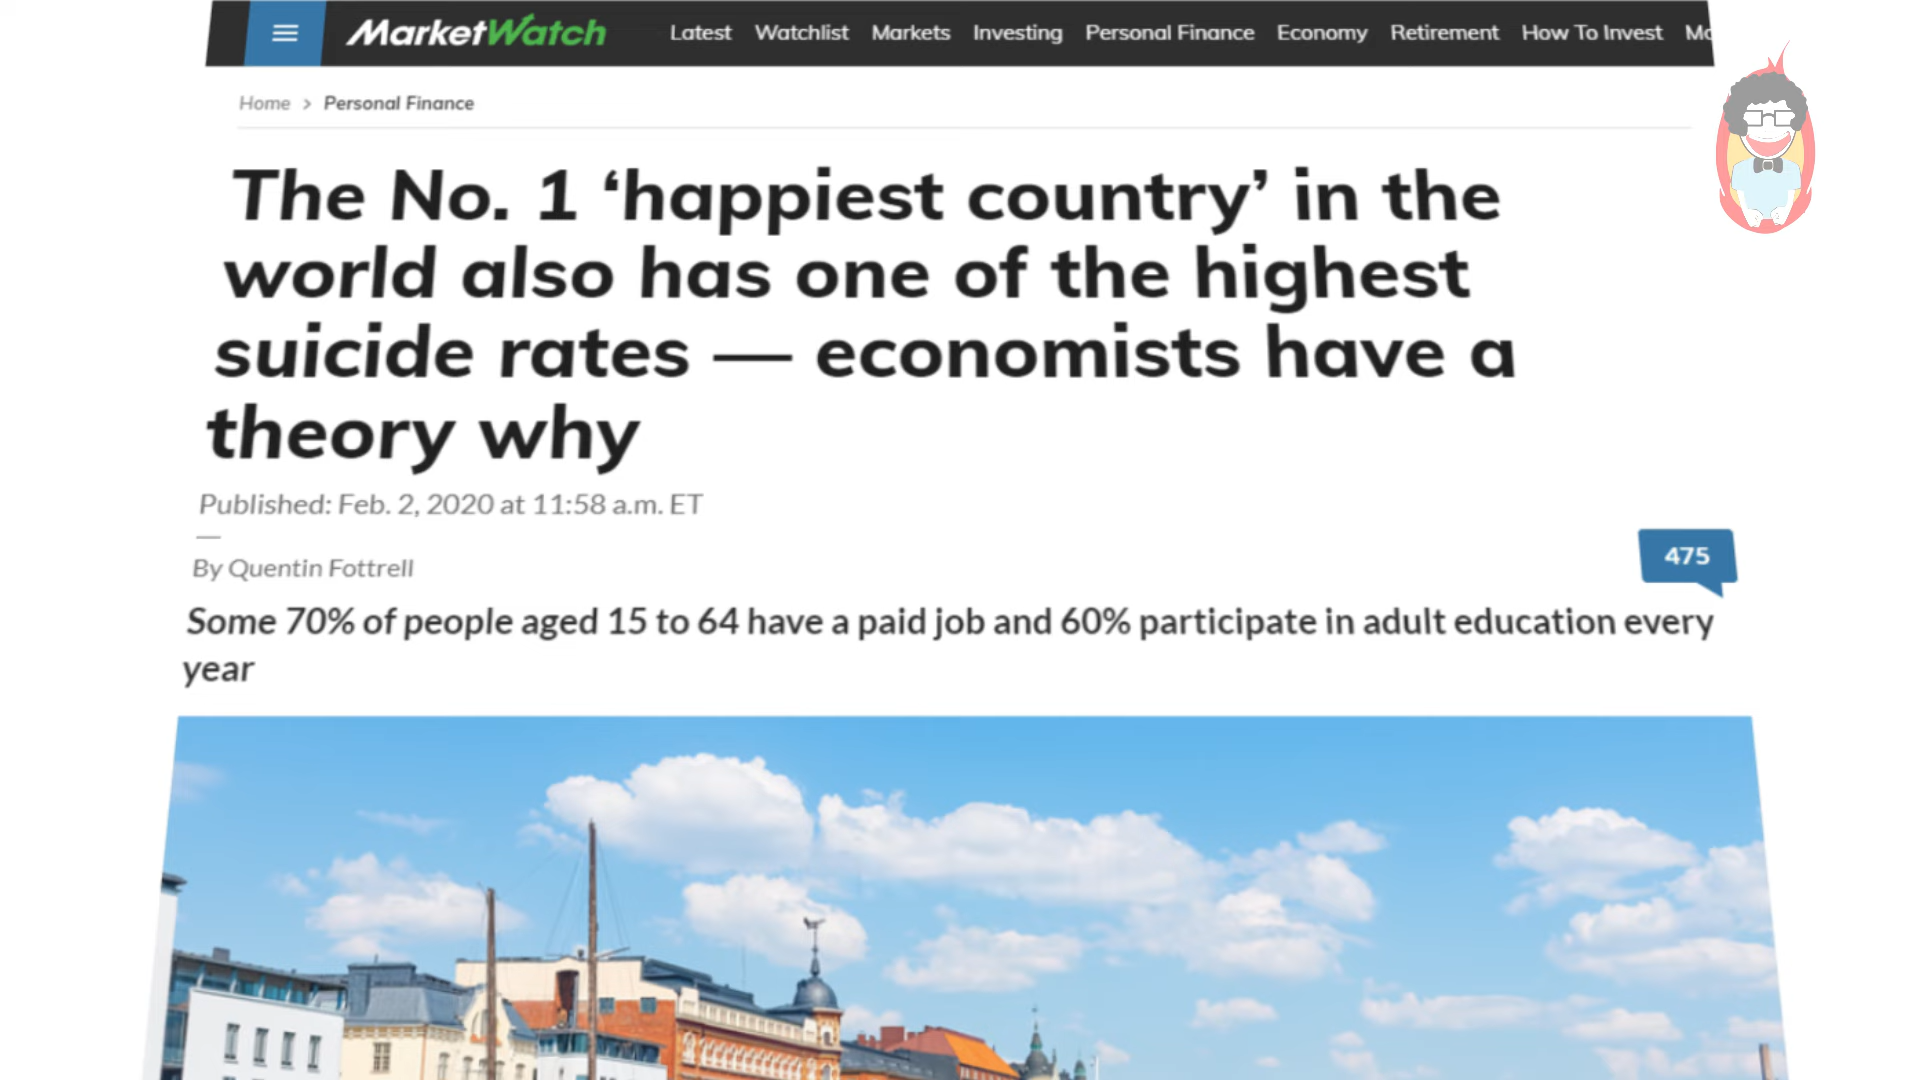 MarketWatch Latest Watchlist Markets Investing Personal Finance Economy Retirement How To Invest
Home > Personal Finance
The No. 1 ‘happiest country’ in the
world also has one of the highest
suicide rates — economists have a
theory why
Published: Feb. 2, 2020 at 11:58 a.m. ET
—
By Quentin Fottrell
475
Some 70% of people aged 15 to 64 have a paid job and 60% participate in adult education every
year